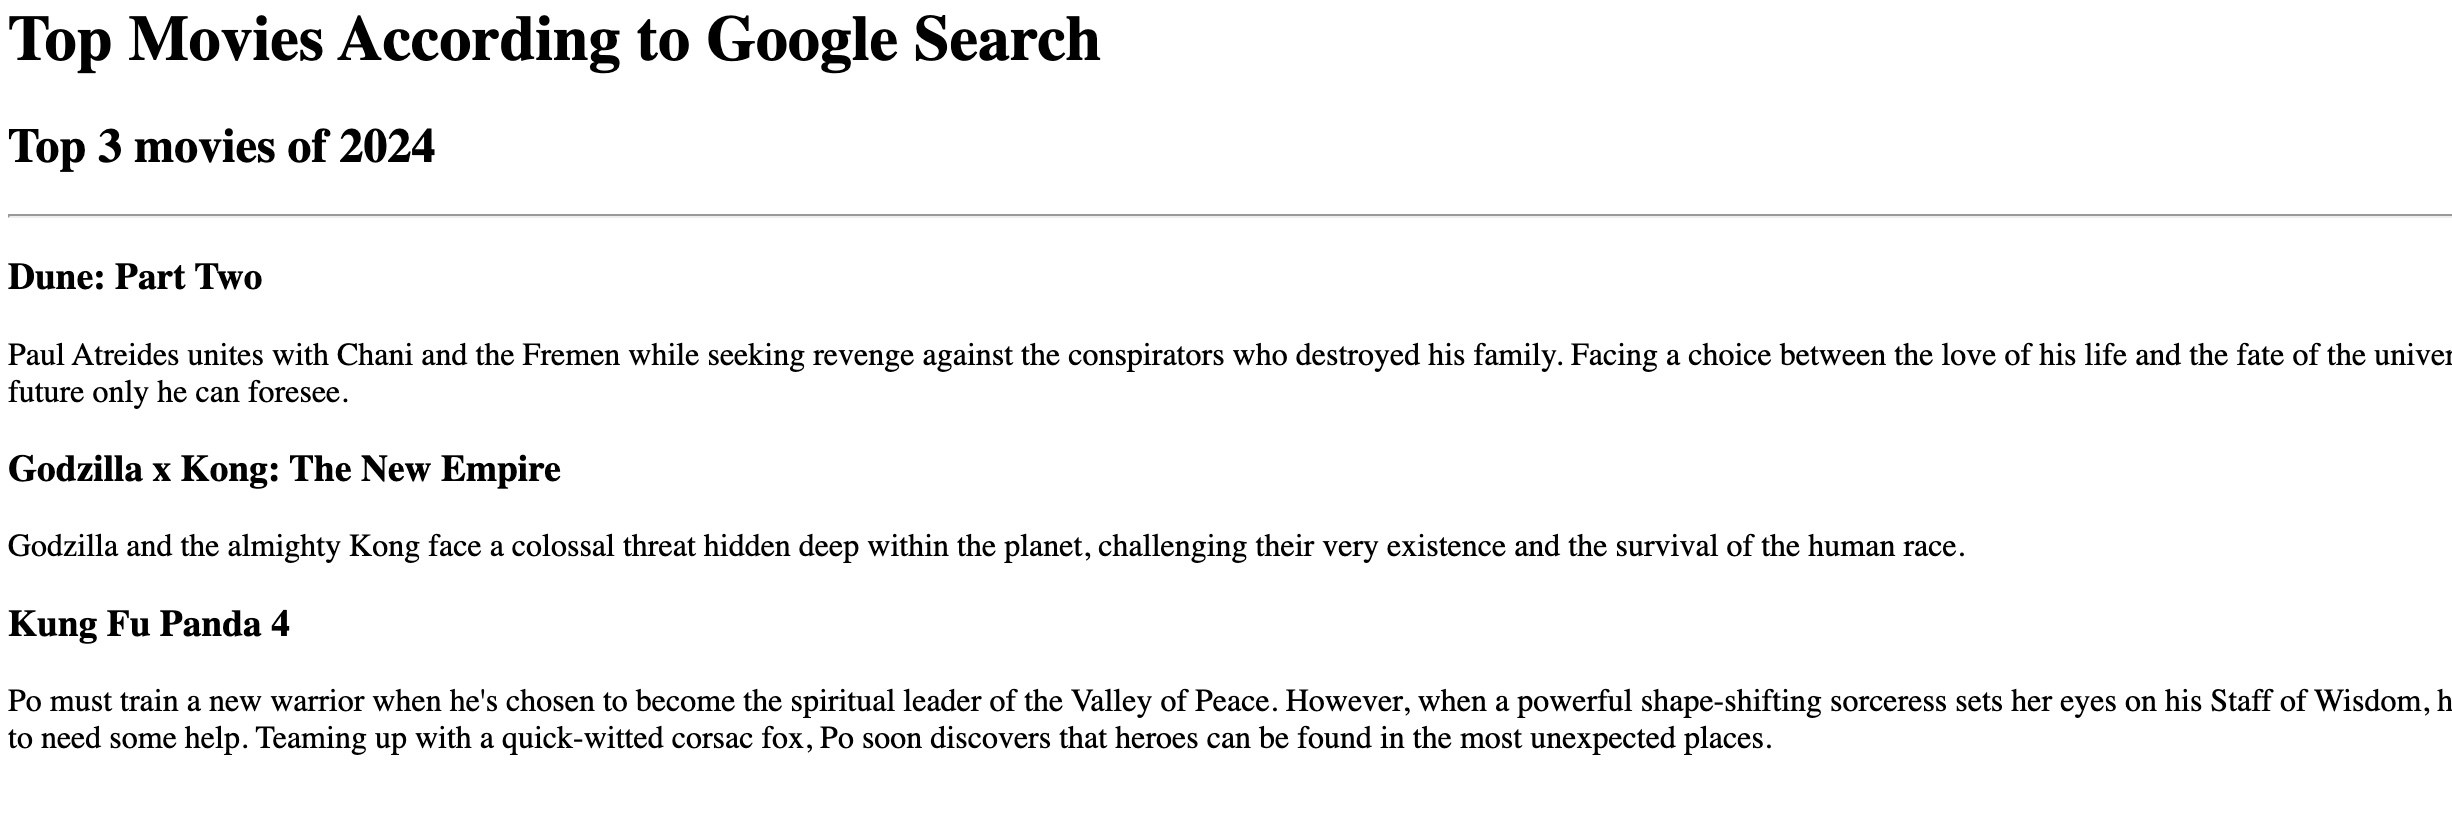 Top Movies According to Google Search
Top 3 movies of 2024
Dune: Part Two
Paul Atreides unites with Chani and the Fremen while seeking revenge against the conspirators who destroyed his family. Facing a choice between the love of his life and the fate of the
future only he can foresee.
Godzilla x Kong: The New Empire
Godzilla and the almighty Kong face a colossal threat hidden deep within the planet, challenging their very existence and the survival of the human race.
Kung Fu Panda 4
Po must train a new warrior when he's chosen to become the spiritual leader of the Valley of Peace. However, when a powerful shape-shifting sorceress sets her eyes on his Staff of Wisdom,
to need some help. Teaming up with a quick-witted corsac fox, Po soon discovers that heroes can be found in the most unexpected places.